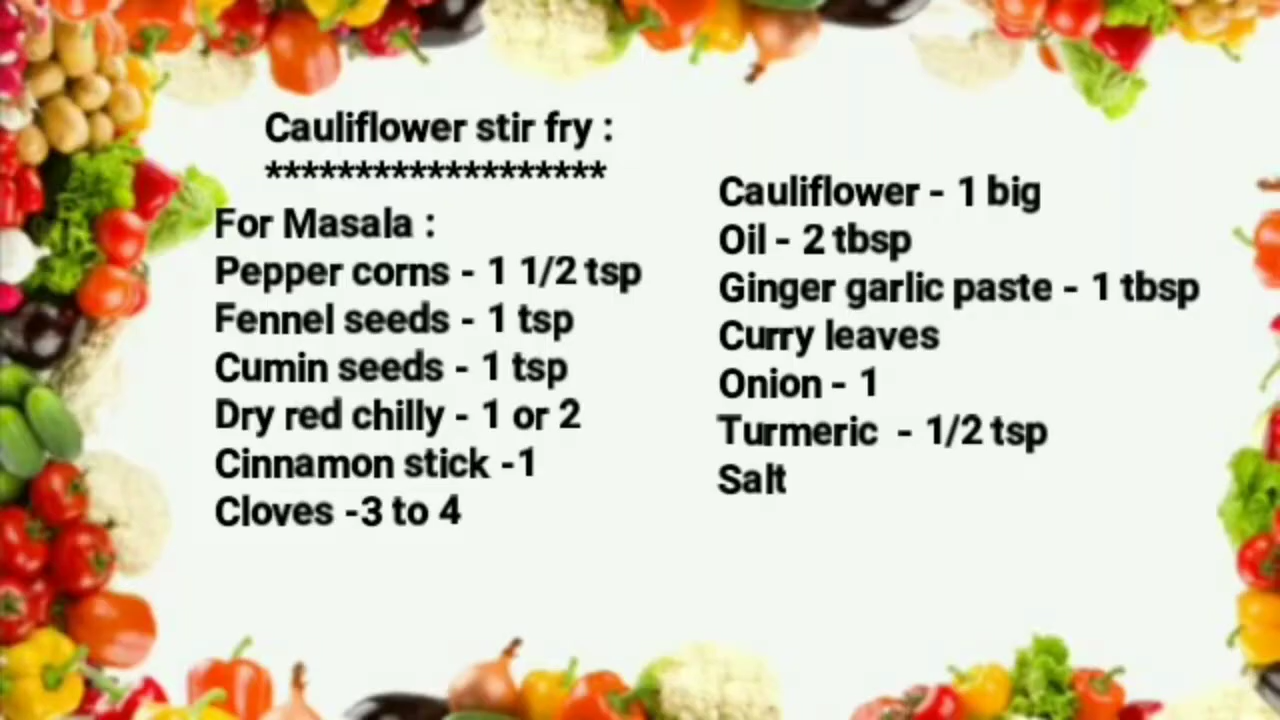 Cauliflower stir fry :
*******************
For Masala :
Pepper corns - 1 1/2 tsp
Fennel seeds - 1 tsp
Cumin seeds - 1 tsp
Dry red chilly - 1 or 2
Cinnamon stick -1
Cloves -3 to 4
Cauliflower - 1 big
Oil - 2 tbsp
Ginger garlic paste - 1 tbsp
Curry leaves
Onion - 1
Turmeric  - 1/2 tsp
Salt